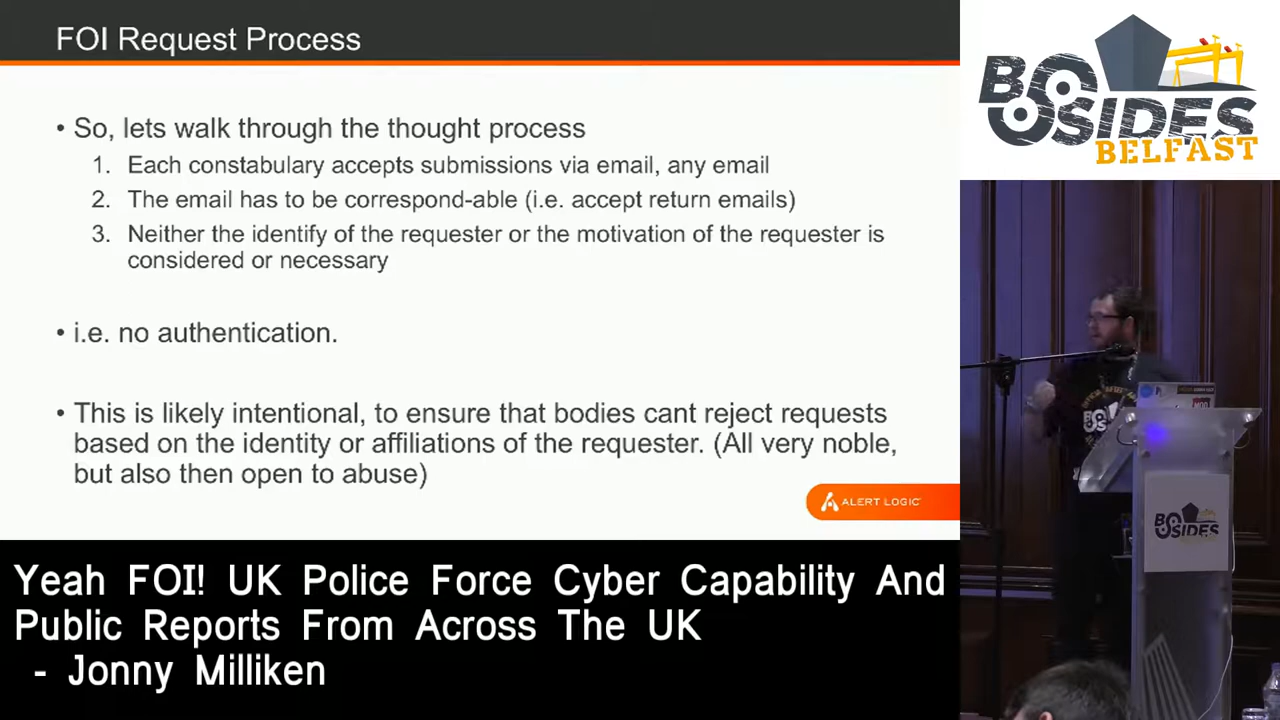 FOI Request Process
• So, lets walk through the thought process
1. Each constabulary accepts submissions via email, any email
2. The email has to be correspond-able (i.e. accept return emails)
3. Neither the identify of the requester or the motivation of the requester is
considered or necessary
• i.e. no authentication.
• This is likely intentional, to ensure that bodies cant reject requests
based on the identity or affiliations of the requester. (All very noble,
but also then open to abuse)
ALERT LOGIC
BSIDES
BELFAST
BSIDES
BELFAST
Yeah FOI! UK Police Force Cyber Capability And
Public Reports From Across The UK
- Jonny Milliken